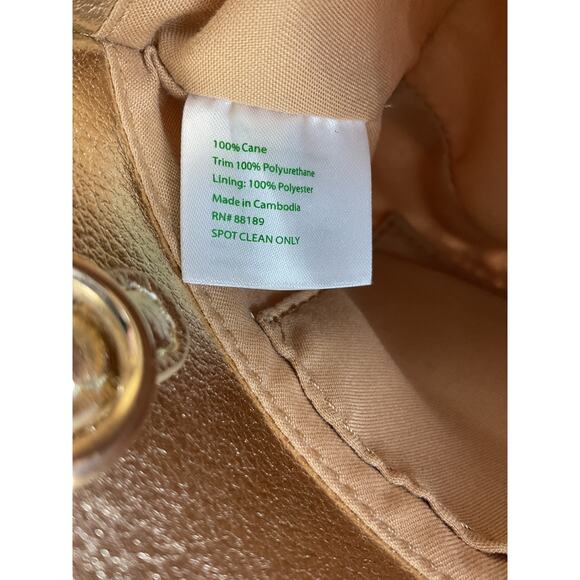 100% Cane
Trim 100% Polyurethane
Lining: 100% Polyester
Made in Cambodia
RN# 88189
SPOT CLEAN ONLY